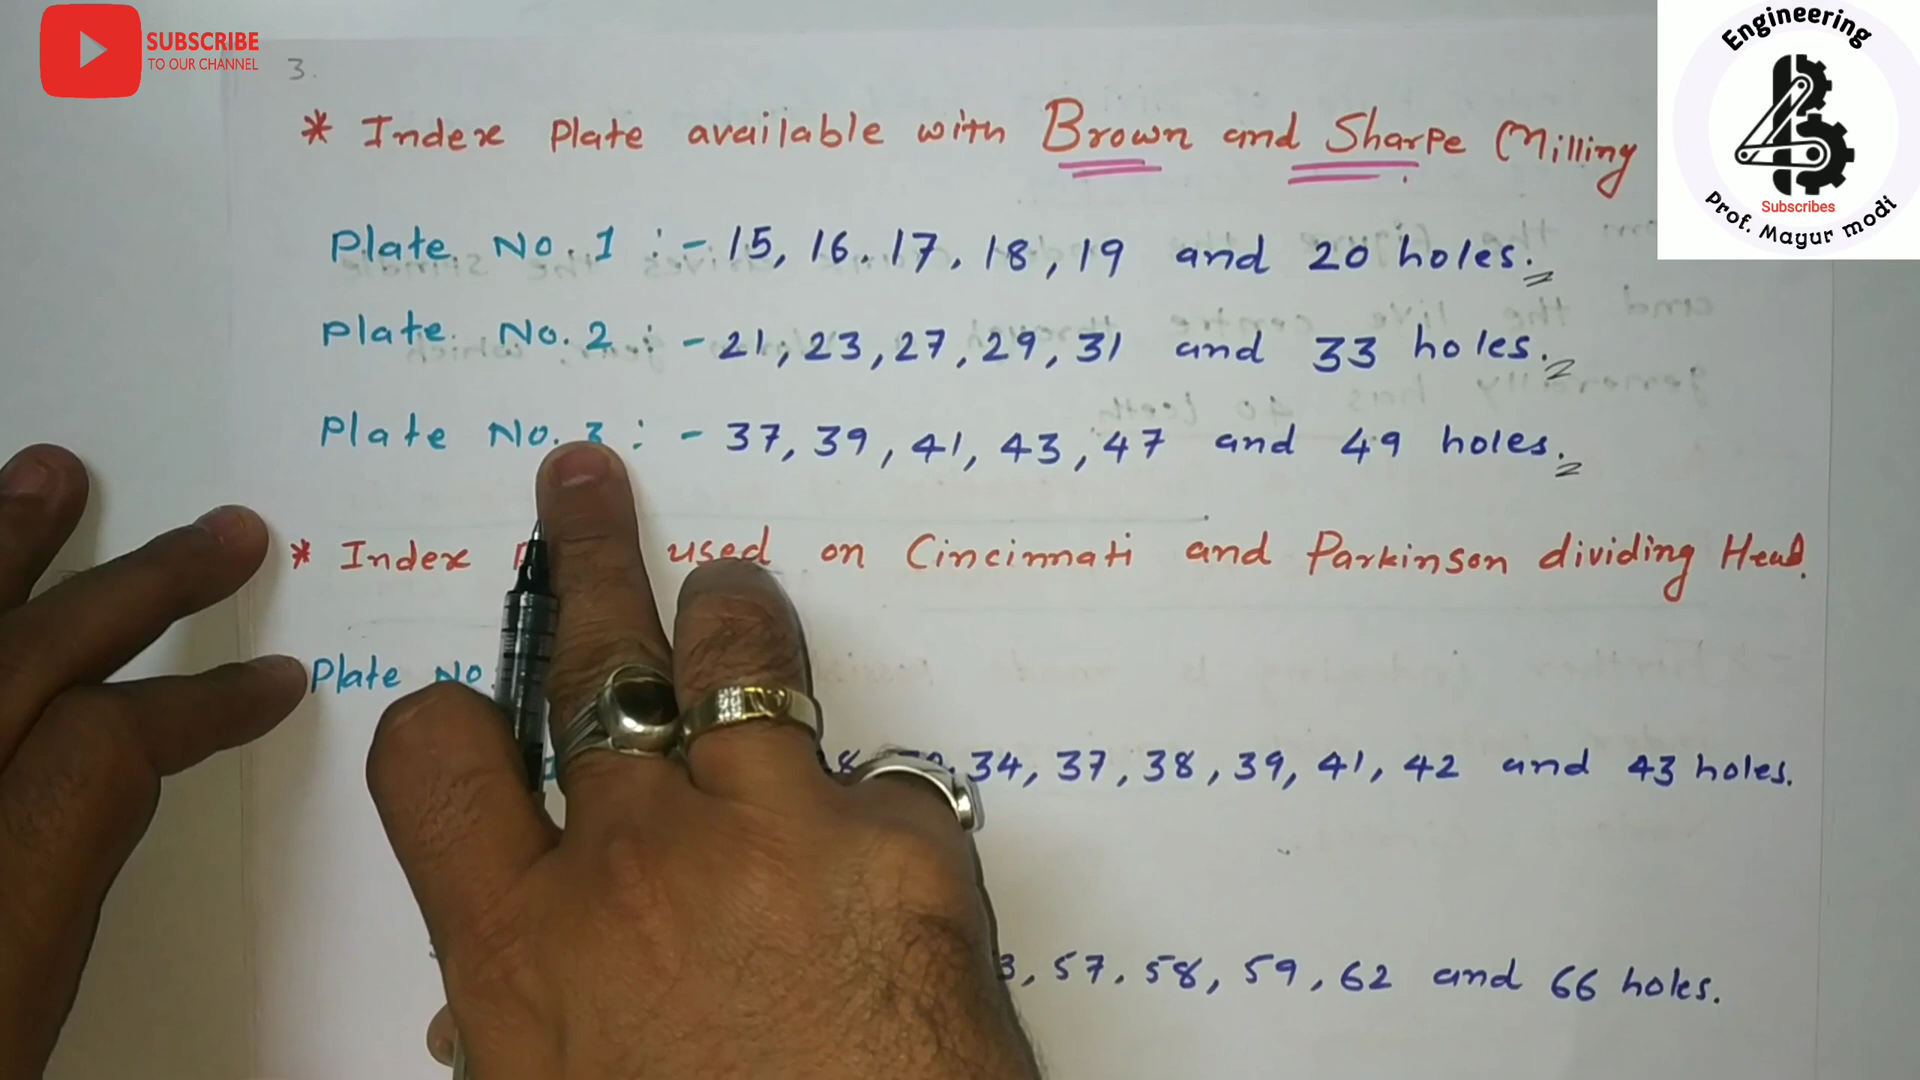 SUBSCRIBE
TO OUR CHANNEL
Engineering
Subscribes
Prof. Mayur modi
3.
* Index Plate available with Brown and Sharpe Milling
Plate No. 1 :- 15, 16, 17, 18, 19 and 20 holes.
Plate No. 2 :- 21, 23, 27, 29, 31 and 33 holes.
Plate No. 3 :- 37, 39, 41, 43, 47 and 49 holes.
* Index used on Cincinnati and Parkinson dividing Head.
Plate No.
34, 37, 38, 39, 41, 42 and 43 holes.
, 57, 58, 59, 62 and 66 holes.